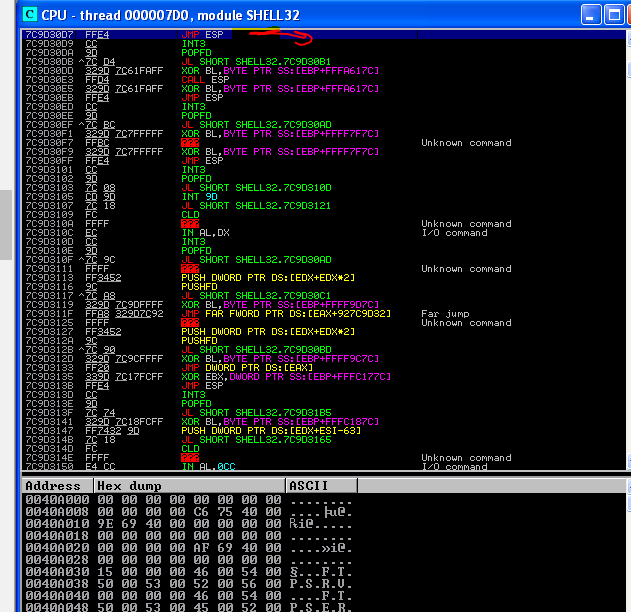 CPU - thread 000007D0, module SHELL32
7C9D30D7 FFE4 JMP ESP
7C9D30D9 CC INT3
7C9D30DA 9D POPFD
7C9D30DB ^7C D4 JL SHORT SHELL32.7C9D30B1
7C9D30DD 329D 7C61FAFF XOR BL,BYTE PTR SS:[EBP+FFFA617C]
7C9D30E3 FFD4 CALL ESP
7C9D30E5 329D 7C61FAFF XOR BL,BYTE PTR SS:[EBP+FFFA617C]
7C9D30EB FFE4 JMP ESP
7C9D30ED CC INT3
7C9D30EE 9D POPFD
7C9D30EF ^7C BC JL SHORT SHELL32.7C9D30AD
7C9D30F1 329D 7C7FFFFF XOR BL,BYTE PTR SS:[EBP+FFFF7F7C]
7C9D30F7 FFBC ??? Unknown command
7C9D30F9 329D 7C7FFFFF XOR BL,BYTE PTR SS:[EBP+FFFF7F7C]
7C9D30FF FFE4 JMP ESP
7C9D3101 CC INT3
7C9D3102 9D POPFD
7C9D3103 7C 08 JL SHORT SHELL32.7C9D310D
7C9D3105 CD 9D INT 9D
7C9D3107 7C 18 JL SHORT SHELL32.7C9D3121
7C9D3109 FC CLD
7C9D310A FFFF ??? Unknown command
7C9D310C EC IN AL,DX I/O command
7C9D310D CC INT3
7C9D310E 9D POPFD
7C9D310F ^7C 9C JL SHORT SHELL32.7C9D30AD
7C9D3111 FFFF ??? Unknown command
7C9D3113 FF3452 PUSH DWORD PTR DS:[EDX+EDX*2]
7C9D3116 9C PUSHFD
7C9D3117 ^7C A8 JL SHORT SHELL32.7C9D30C1
7C9D3119 329D 7C9DFFFF XOR BL,BYTE PTR SS:[EBP+FFFF9D7C]
7C9D311F FFA8 329D7C92 JMP FAR FWORD PTR DS:[EAX+927C9D32] Far jump
7C9D3125 FFFF ??? Unknown command
7C9D3127 FF3452 PUSH DWORD PTR DS:[EDX+EDX*2]
7C9D312A 9C PUSHFD
7C9D312B ^7C 90 JL SHORT SHELL32.7C9D30BD
7C9D312D 329D 7C9CFFFF XOR BL,BYTE PTR SS:[EBP+FFFF9C7C]
7C9D3133 FF20 JMP DWORD PTR DS:[EAX]
7C9D3135 339D 7C17FCFF XOR EBX,DWORD PTR SS:[EBP+FFFC177C]
7C9D313B FFE4 JMP ESP
7C9D313D CC INT3
7C9D313E 9D POPFD
7C9D313F 7C 74 JL SHORT SHELL32.7C9D31B5
7C9D3141 329D 7C18FCFF XOR BL,BYTE PTR SS:[EBP+FFFC187C]
7C9D3147 FF7432 9D PUSH DWORD PTR DS:[EDX+ESI-63]
7C9D314B 7C 18 JL SHORT SHELL32.7C9D3165
7C9D314D FC CLD
7C9D314E FFFF ??? Unknown command
7C9D3150 E4 CC IN AL,0CC I/O command
Address Hex dump ASCII
0040A000 00 00 00 00 00 00 00 00 ........
0040A008 00 00 00 00 C6 75 40 00 ....╞u@.
0040A010 9E 69 40 00 00 00 00 00 ₧i@.....
0040A018 00 00 00 00 00 00 00 00 ........
0040A020 00 00 00 00 AF 69 40 00 ....»i@.
0040A028 00 00 00 00 00 00 00 00 ........
0040A030 15 00 00 00 46 00 54 00 §...F.T.
0040A038 50 00 53 00 52 00 56 00 P.S.R.V.
0040A040 00 00 00 00 46 00 54 00 ....F.T.
0040A048 50 00 53 00 45 00 52 00 P.S.E.R.